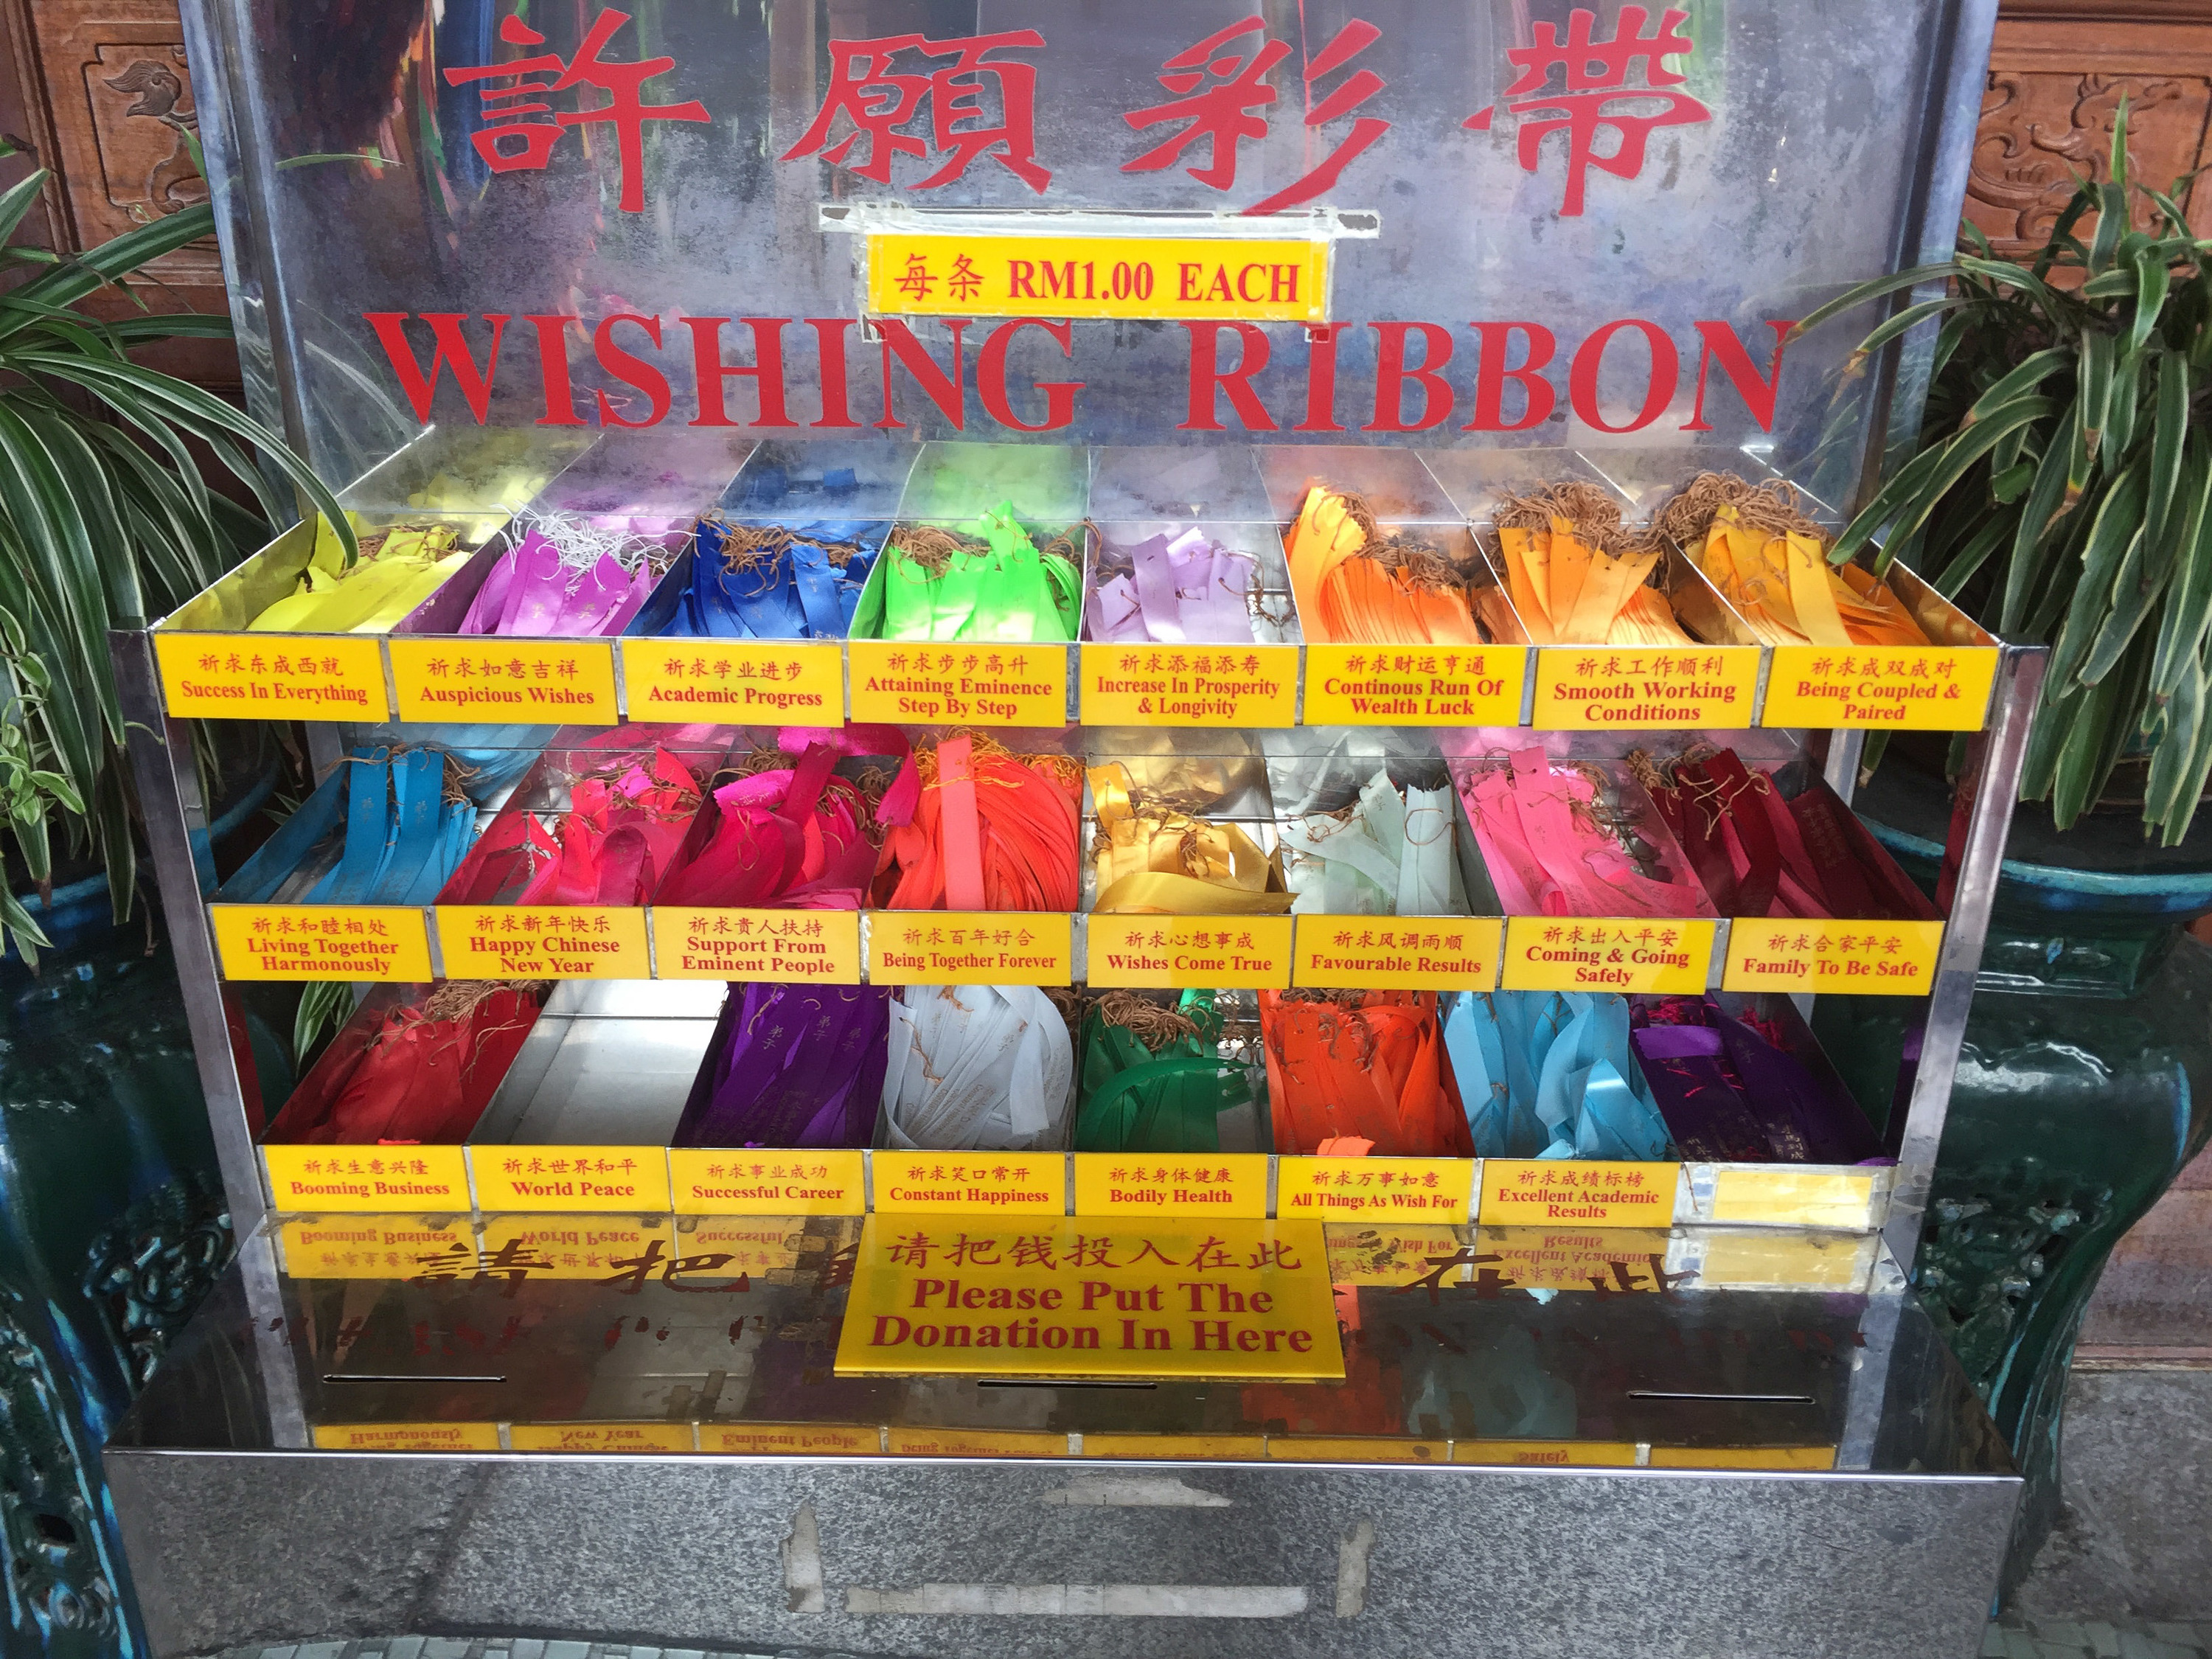 許願彩帶
每条 RM1.00 EACH
WISHING RIBBON
祈求东成西就
Success In Everything
祈求如意吉祥
Auspicious Wishes
祈求学业进步
Academic Progress
祈求步步高升
Attaining Eminence
Step By Step
祈求添福添寿
Increase In Prosperity
& Longivity
祈求财运亨通
Continous Run Of
Wealth Luck
祈求工作顺利
Smooth Working
Conditions
祈求成双成对
Being Coupled &
Paired
祈求和睦相处
Living Together
Harmoniously
祈求新年快乐
Happy Chinese
New Year
祈求贵人扶持
Support From
Eminent People
祈求百年好合
Being Together Forever
祈求心想事成
Wishes Come True
祈求风调雨顺
Favourable Results
祈求出入平安
Coming & Going
Safely
祈求合家平安
Family To Be Safe
祈求生意兴隆
Booming Business
祈求世界和平
World Peace
祈求事业成功
Successful Career
祈求笑口常开
Constant Happiness
祈求身体健康
Bodily Health
祈求万事如意
All Things As Wish For
祈求成绩标榜
Excellent Academic
Results
请把钱投入在此
Please Put The
Donation In Here
請把
在此